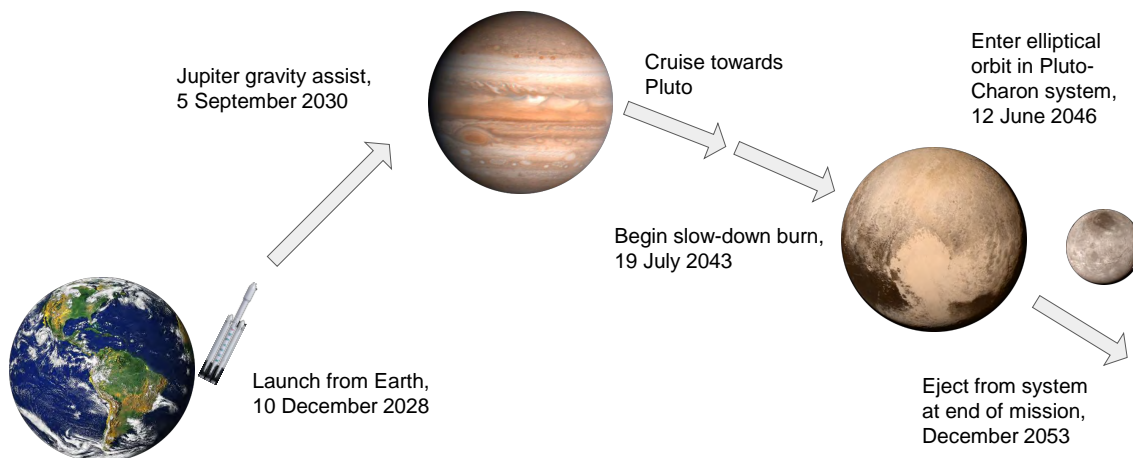 Jupiter gravity assist,
5 September 2030
Cruise towards
Pluto
Enter elliptical
orbit in Pluto-
Charon system,
12 June 2046
Begin slow-down burn,
19 July 2043
Launch from Earth,
10 December 2028
Eject from system
at end of mission,
December 2053